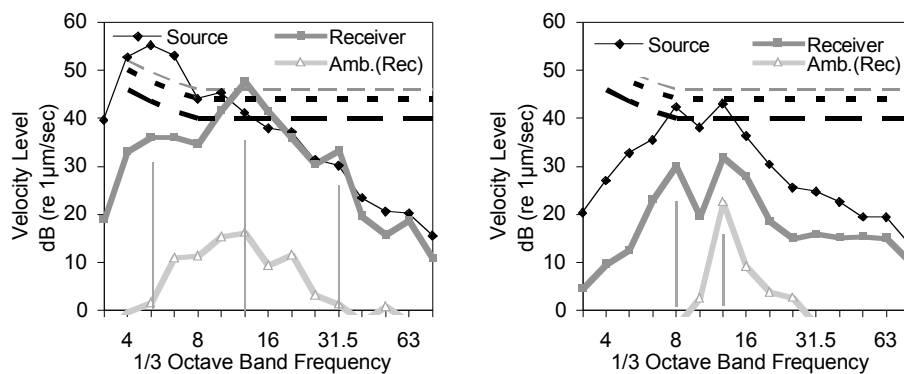 60
50
40
30
20
10
0
Velocity Level
dB (re 1μm/sec)
Source
Receiver
Amb.(Rec)
4 8 16 31.5 63
1/3 Octave Band Frequency
60
50
40
30
20
10
0
Velocity Level
dB (re 1μm/sec)
Source
Receiver
Amb.(Rec)
4 8 16 31.5 63
1/3 Octave Band Frequency